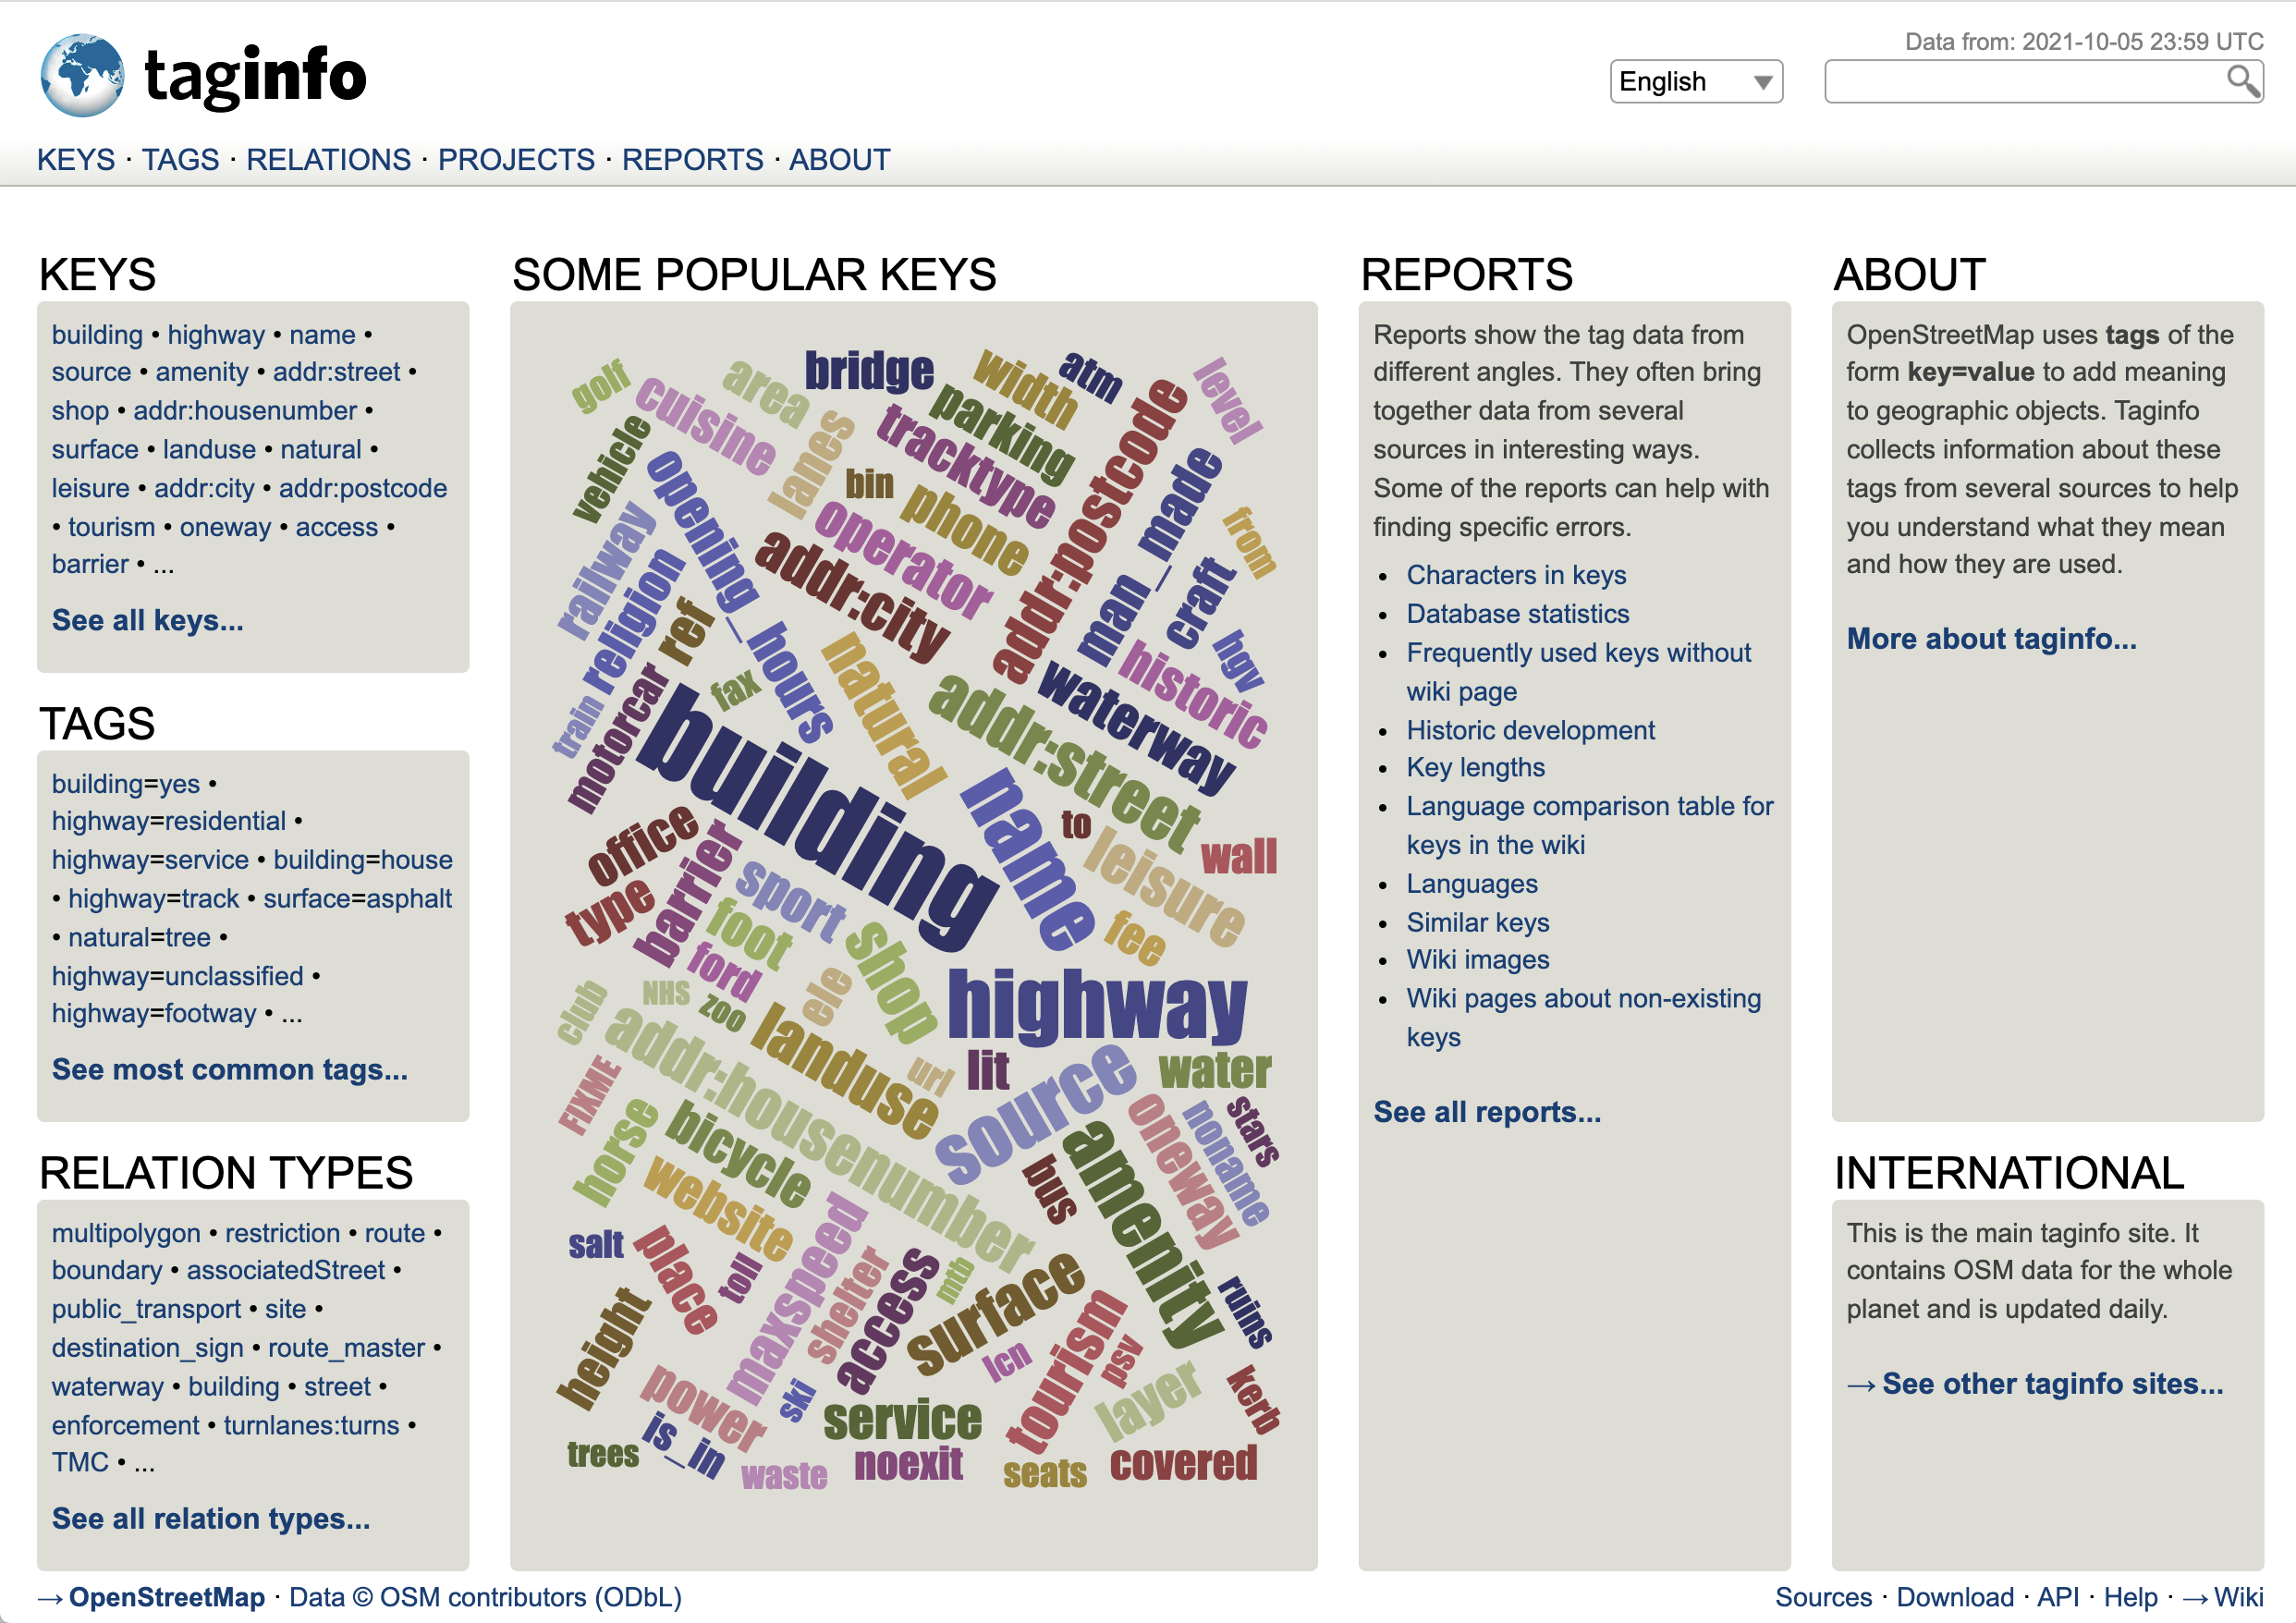 taginfo
Data from: 2021-10-05 23:59 UTC
English
KEYS · TAGS · RELATIONS · PROJECTS · REPORTS · ABOUT
KEYS
building • highway • name •
source • amenity • addr:street •
shop • addr:housenumber •
surface • landuse • natural •
leisure • addr:city • addr:postcode
• tourism • oneway • access •
barrier • ...
See all keys...
TAGS
building=yes •
highway=residential •
highway=service • building=house
• highway=track • surface=asphalt
• natural=tree •
highway=unclassified •
highway=footway • ...
See most common tags...
RELATION TYPES
multipolygon • restriction • route •
boundary • associatedStreet •
public_transport • site •
destination_sign • route_master •
waterway • building • street •
enforcement • turnlanes:turns •
TMC • ...
See all relation types...
SOME POPULAR KEYS
golf
cuisine
area
bridge
width
atm
level
parking
vehicle
lanes
tracktype
addr:postcode
opening_hours
bin
phone
man_made
from
railway
operator
addr:city
craft
religion
ref
natural
hgv
historic
waterway
train
motorcar
fax
addr:street
building
name
to
wall
office
leisure
type
barrier
sport
foot
shop
fee
ford
NHS
zoo
ele
highway
club
addr:housenumber
landuse
url
lit
water
source
FIXME
horse
bicycle
oneway
noname
stars
website
bus
amenity
salt
place
toll
maxspeed
shelter
access
mtb
surface
ruins
height
tourism
psv
lcn
power
ski
layer
kerb
service
trees
is_in
waste
noexit
seats
covered
REPORTS
Reports show the tag data from
different angles. They often bring
together data from several
sources in interesting ways.
Some of the reports can help with
finding specific errors.
• Characters in keys
• Database statistics
• Frequently used keys without
wiki page
• Historic development
• Key lengths
• Language comparison table for
keys in the wiki
• Languages
• Similar keys
• Wiki images
• Wiki pages about non-existing
keys
See all reports...
ABOUT
OpenStreetMap uses tags of the
form key=value to add meaning
to geographic objects. Taginfo
collects information about these
tags from several sources to help
you understand what they mean
and how they are used.
More about taginfo...
INTERNATIONAL
This is the main taginfo site. It
contains OSM data for the whole
planet and is updated daily.
→ See other taginfo sites...
→ OpenStreetMap · Data © OSM contributors (ODbL)
Sources · Download · API · Help · → Wiki